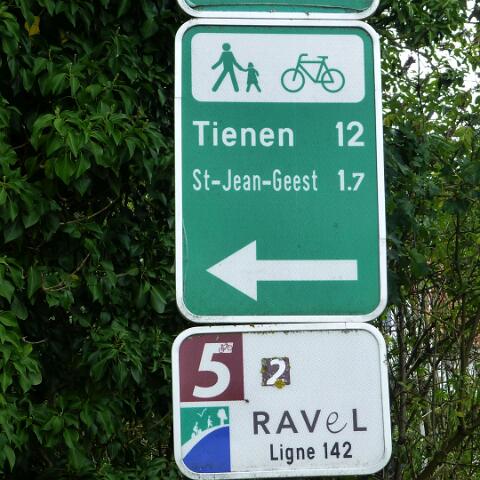 Tienen 12
St-Jean-Geest 1.7
5 2
RAVeL
Ligne 142